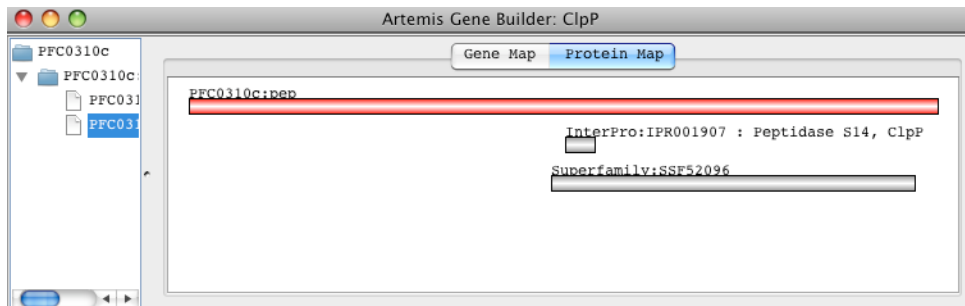 Artemis Gene Builder: ClpP
PFC0310c
PFC0310c:
PFC031
PFC031
Gene Map Protein Map
PFC0310c:pep
InterPro:IPR001907 : Peptidase S14, ClpP
Superfamily:SSF52096